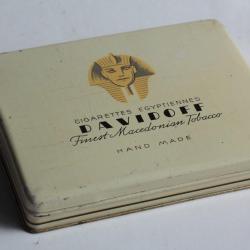 CIGARETTES EGYPTIENNES
DAVIDOFF
Finest Macedonian Tobacco
HAND MADE